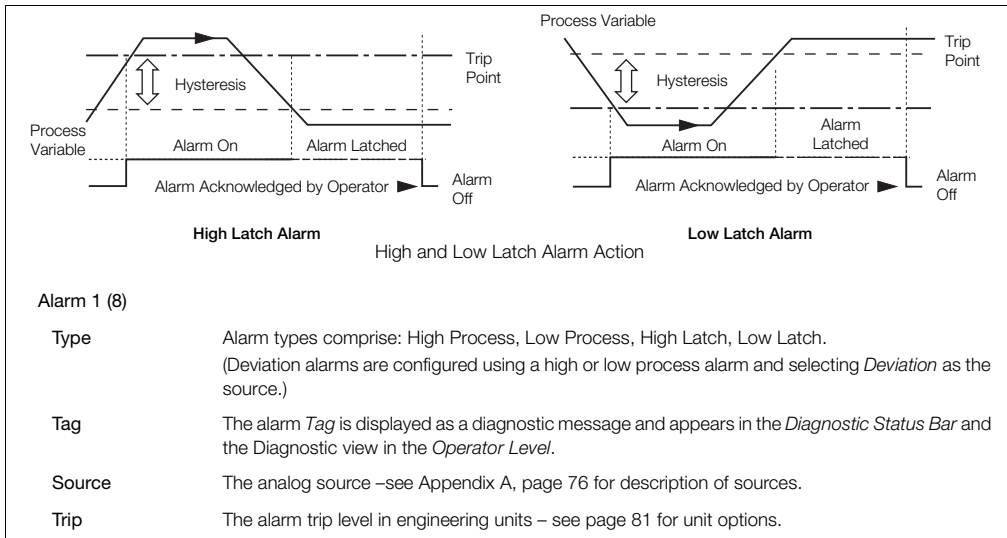 Trip
Point
Hysteresis
Process
Variable
Alarm On
Alarm Latched
Alarm Acknowledged by Operator
Alarm
Off
High Latch Alarm
Process Variable
Trip
Point
Hysteresis
Alarm On
Alarm
Latched
Alarm Acknowledged by Operator
Alarm
Off
Low Latch Alarm
High and Low Latch Alarm Action
Alarm 1 (8)
Type Alarm types comprise: High Process, Low Process, High Latch, Low Latch.
(Deviation alarms are configured using a high or low process alarm and selecting Deviation as the
source.)
Tag The alarm Tag is displayed as a diagnostic message and appears in the Diagnostic Status Bar and
the Diagnostic view in the Operator Level.
Source The analog source –see Appendix A, page 76 for description of sources.
Trip The alarm trip level in engineering units – see page 81 for unit options.